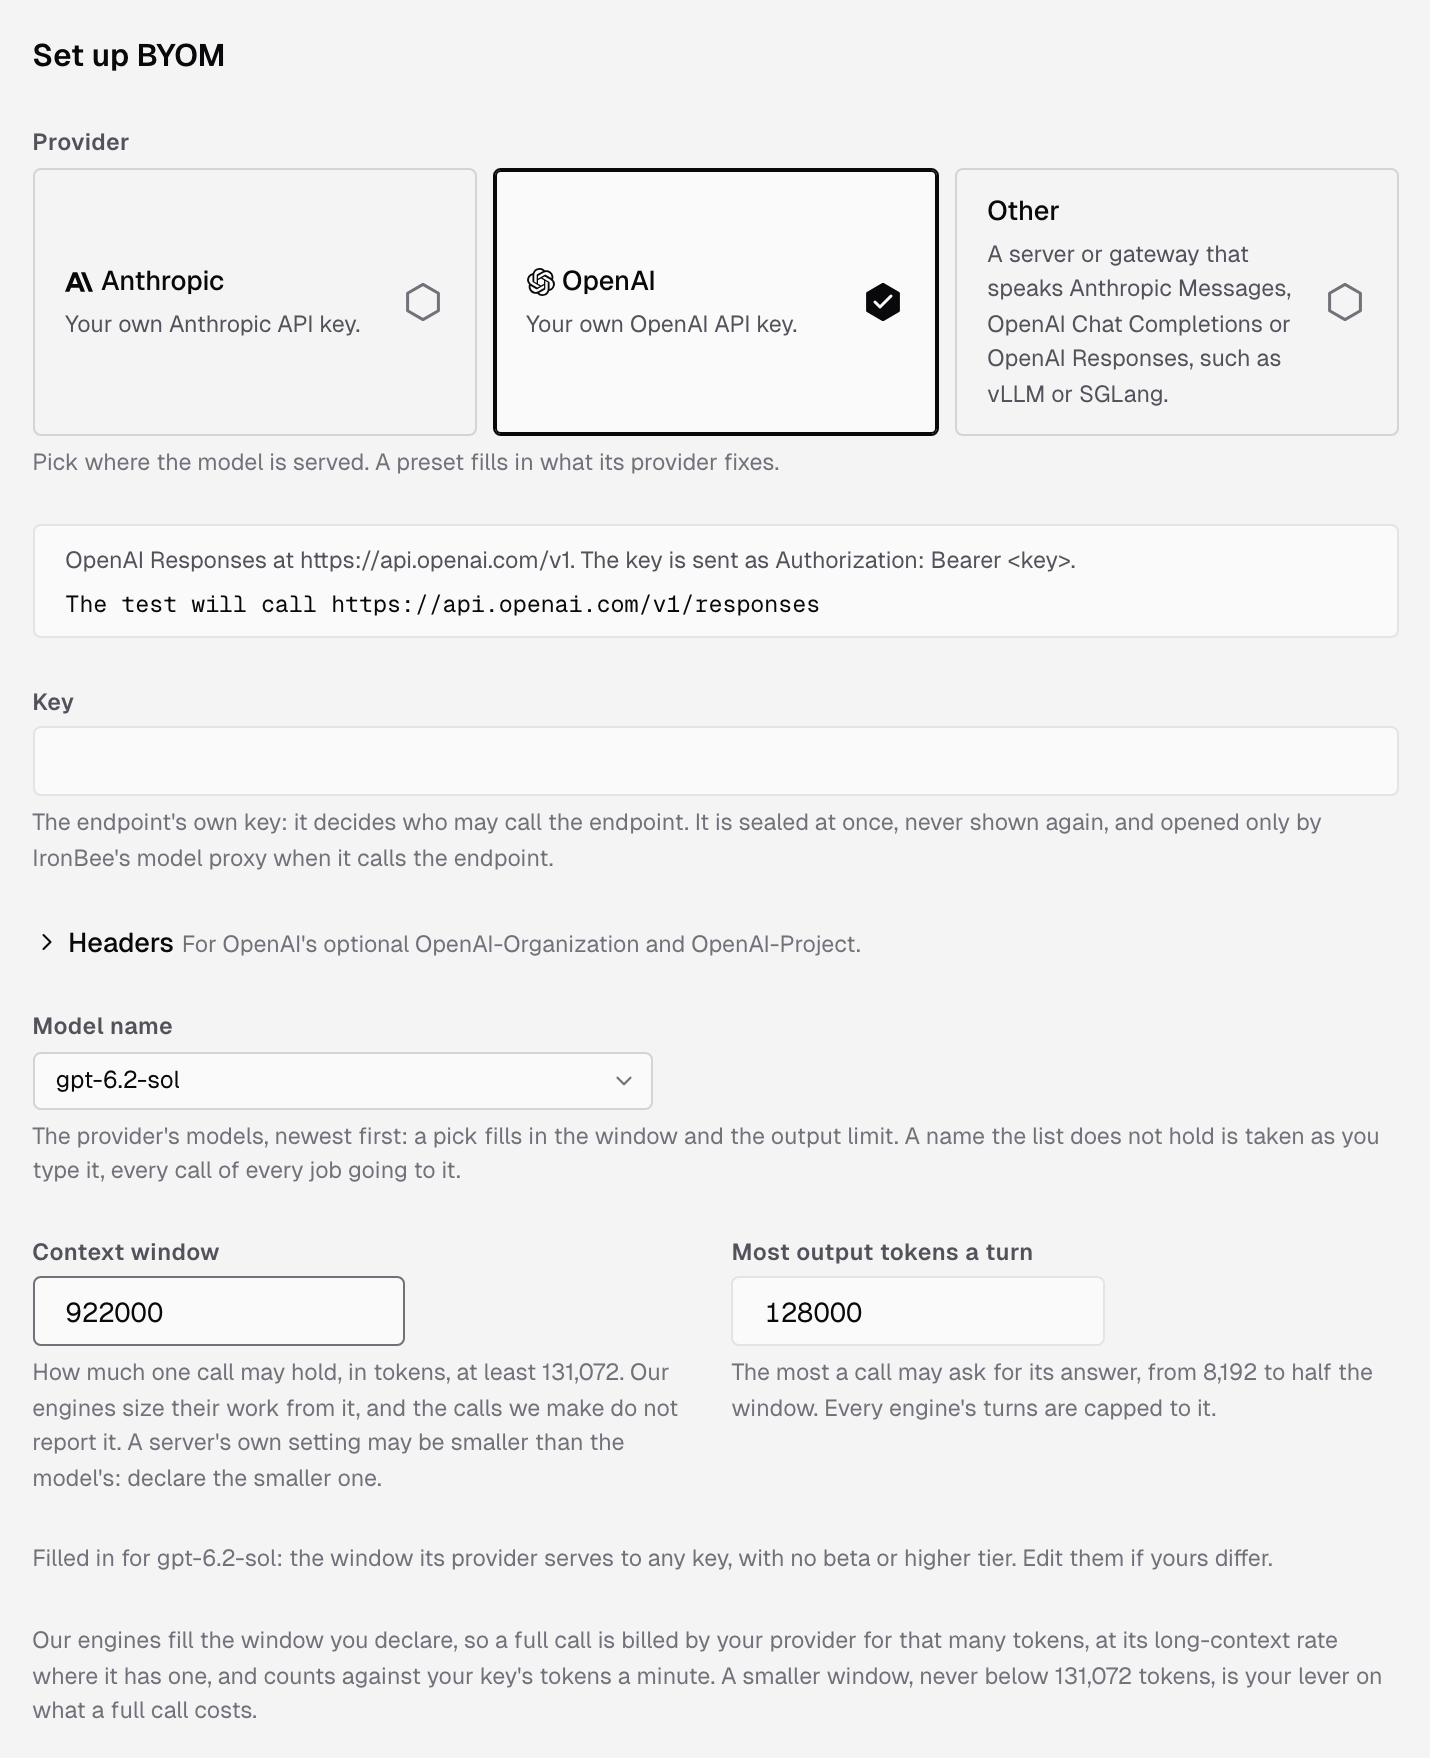 Set up BYOM
Provider
Anthropic
Your own Anthropic API key.
OpenAI
Your own OpenAI API key.
Other
A server or gateway that
speaks Anthropic Messages,
OpenAI Chat Completions or
OpenAI Responses, such as
vLLM or SGLang.
Pick where the model is served. A preset fills in what its provider fixes.
OpenAI Responses at https://api.openai.com/v1. The key is sent as Authorization: Bearer <key>.
The test will call https://api.openai.com/v1/responses
Key
The endpoint's own key: it decides who may call the endpoint. It is sealed at once, never shown again, and opened only by
IronBee's model proxy when it calls the endpoint.
Headers For OpenAI's optional OpenAI-Organization and OpenAI-Project.
Model name
gpt-6.2-sol
The provider's models, newest first: a pick fills in the window and the output limit. A name the list does not hold is taken as you
type it, every call of every job going to it.
Context window
922000
How much one call may hold, in tokens, at least 131,072. Our
engines size their work from it, and the calls we make do not
report it. A server's own setting may be smaller than the
model's: declare the smaller one.
Most output tokens a turn
128000
The most a call may ask for its answer, from 8,192 to half the
window. Every engine's turns are capped to it.
Filled in for gpt-6.2-sol: the window its provider serves to any key, with no beta or higher tier. Edit them if yours differ.
Our engines fill the window you declare, so a full call is billed by your provider for that many tokens, at its long-context rate
where it has one, and counts against your key's tokens a minute. A smaller window, never below 131,072 tokens, is your lever on
what a full call costs.